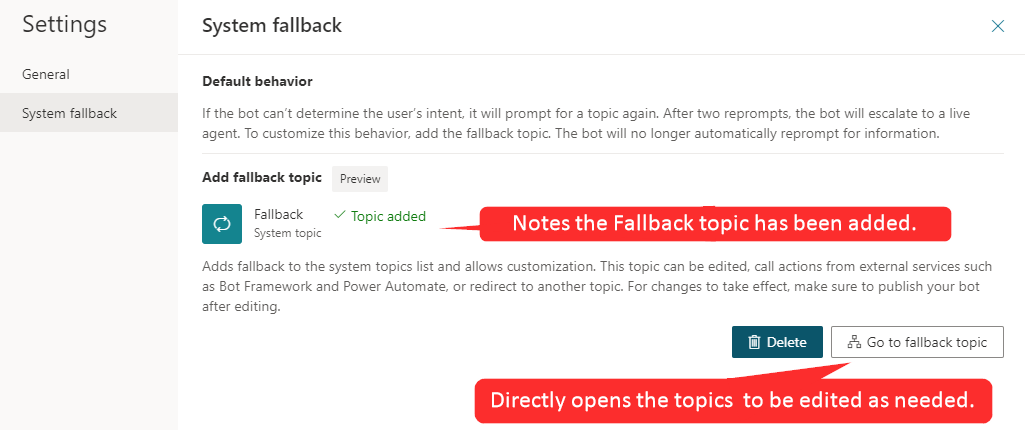 Settings
General
System fallback
System fallback
Default behavior
If the bot can't determine the user's intent, it will prompt for a topic again. After two reprompts, the bot will escalate to a live
agent. To customize this behavior, add the fallback topic. The bot will no longer automatically reprompt for information.
Add fallback topic Preview
Fallback Topic added
System topic
Notes the Fallback topic has been added.
Adds fallback to the system topics list and allows customization. This topic can be edited, call actions from external services such
as Bot Framework and Power Automate, or redirect to another topic. For changes to take effect, make sure to publish your bot
after editing.
Delete Go to fallback topic
Directly opens the topics to be edited as needed.